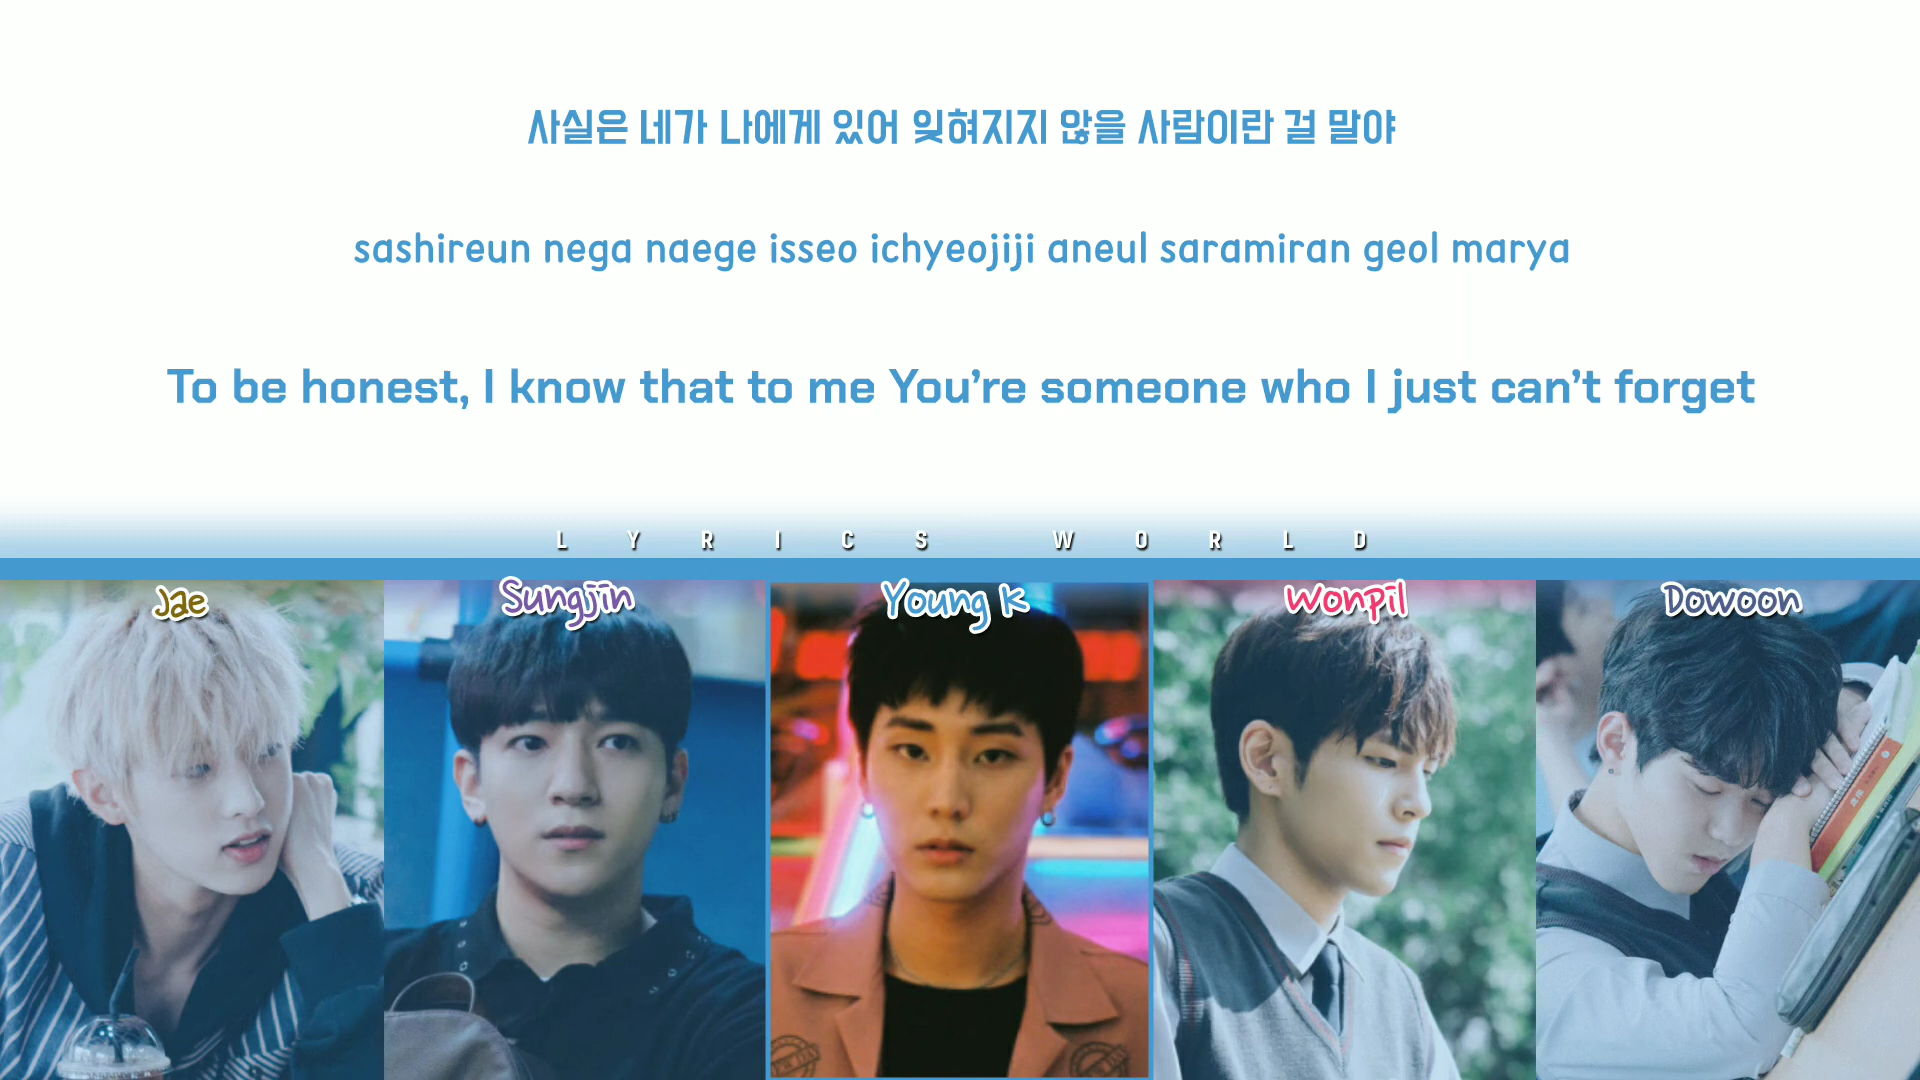 사실은 네가 나에게 있어 잊혀지지 않을 사람이란 걸 말야
sashireun nega naege isseo ichyeojiji aneul saramiran geol marya
To be honest, I know that to me You're someone who I just can't forget
LYRICS WORLD
Jae
Sungjin
Young K
Wonpil
Dowoon